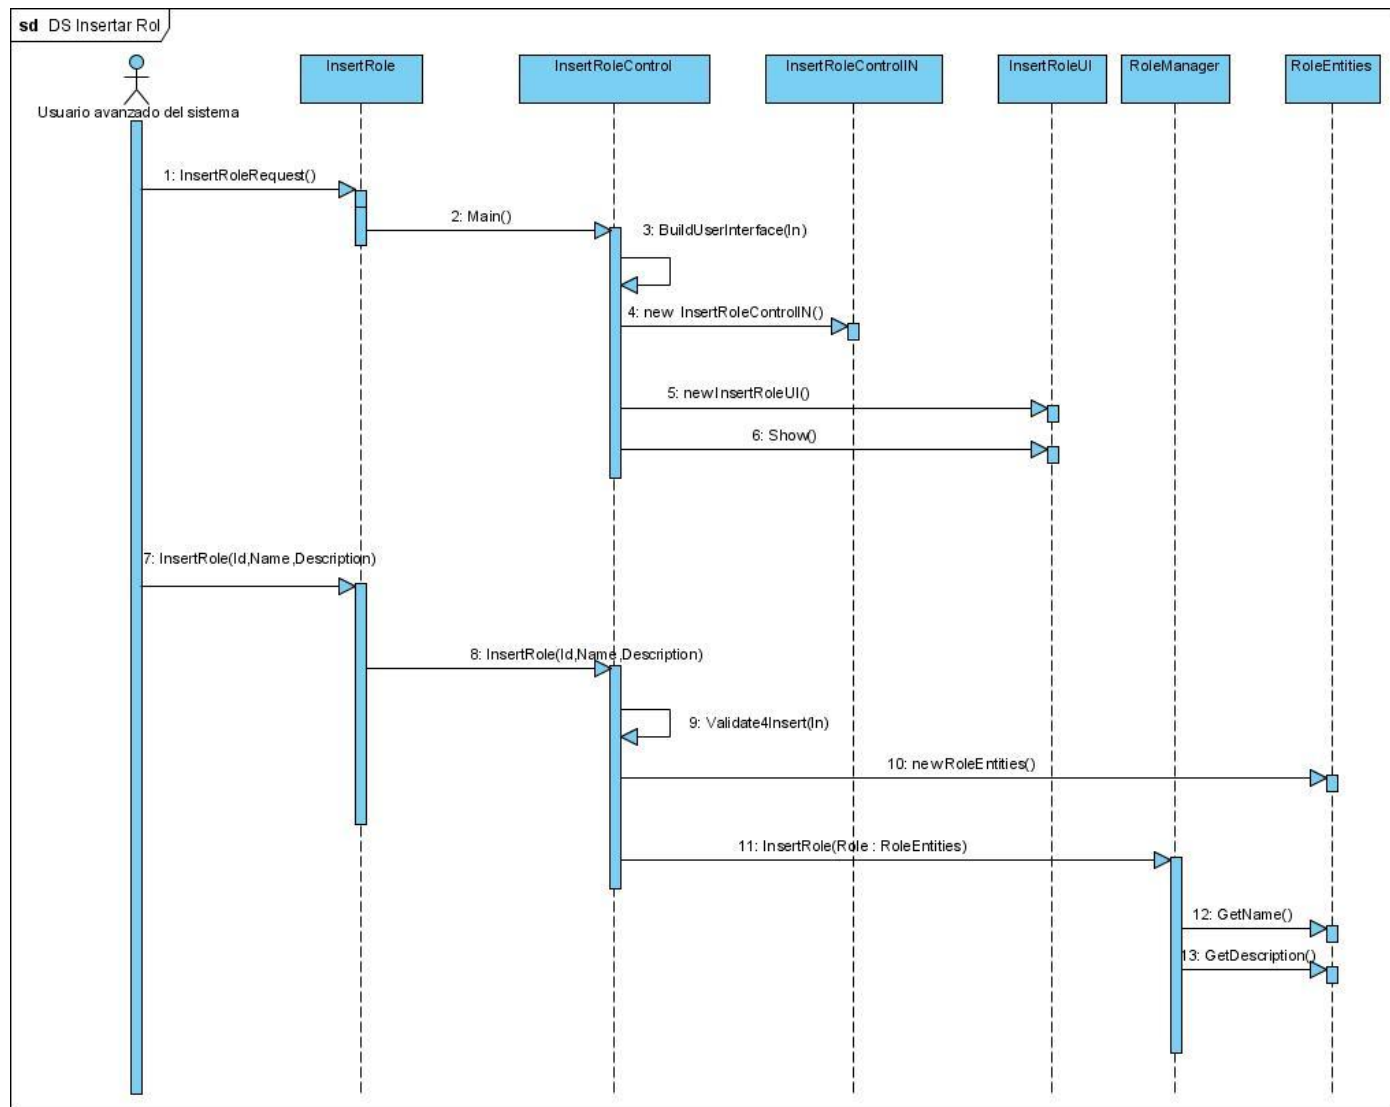 sd DS Insertar Rol
InsertRole
InsertRoleControl
InsertRoleControlIN
InsertRoleUI
RoleManager
RoleEntities
Usuario avanzado del sistema
1: InsertRoleRequest()
2: Main()
3: BuildUserInterface(In)
4: new InsertRoleControlIN()
5: newInsertRoleUI()
6: Show()
7: InsertRole(Id,Name,Description)
8: InsertRole(Id,Name,Description)
9: Validate4Insert(In)
10: newRoleEntities()
11: InsertRole(Role : RoleEntities)
12: GetName()
13: GetDescription()